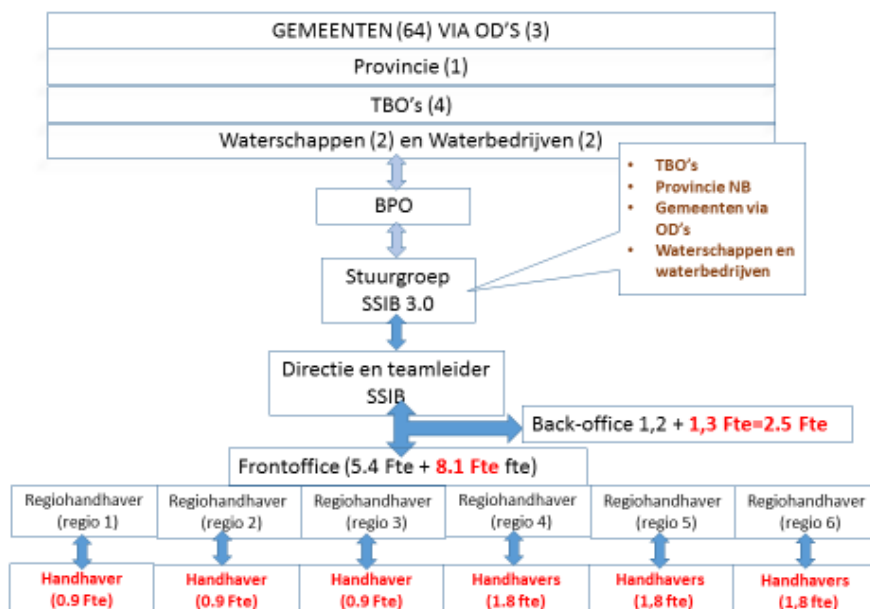 GEMEENTEN (64) VIA OD'S (3)
Provincie (1)
TBO's (4)
Waterschappen (2) en Waterbedrijven (2)
• TBO's
• Provincie NB
• Gemeenten via
OD's
• Waterschappen en
waterbedrijven
BPO
Stuurgroep
SSIB 3.0
Directie en teamleider
SSIB
Back-office 1,2 + 1,3 Fte=2.5 Fte
Frontoffice (5.4 Fte + 8.1 Fte fte)
Regiohandhaver
(regio 1)
Regiohandhaver
(regio 2)
Regiohandhaver
(regio 3)
Regiohandhaver
(regio 4)
Regiohandhaver
(regio 5)
Regiohandhaver
(regio 6)
Handhaver
(0.9 Fte)
Handhaver
(0.9 Fte)
Handhaver
(0.9 Fte)
Handhavers
(1.8 fte)
Handhavers
(1,8 fte)
Handhavers
(1,8 fte)